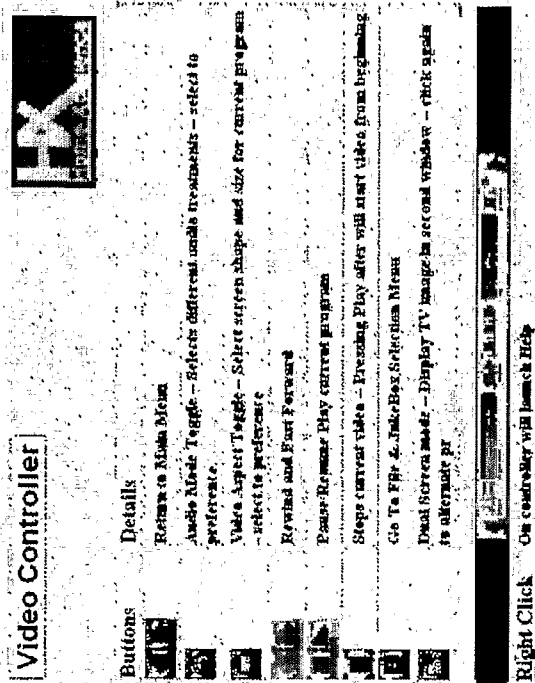 Video Controller
HX
Buttons Details
Return to Main Menu
Audio Mode Toggle – Selects different audio treatments – select to
preference.
Video Aspect Toggle – Select screen shape and size for current program
– select to preference
Rewind and Fast Forward
Pause/Resume Play current program
Stops current video – Pressing Play after will start video from beginning
Go To File & JukeBox Selection Menu
Dual Screen mode – Display TV image in second window – click again
to alternate pr
Right Click On controller will launch Help